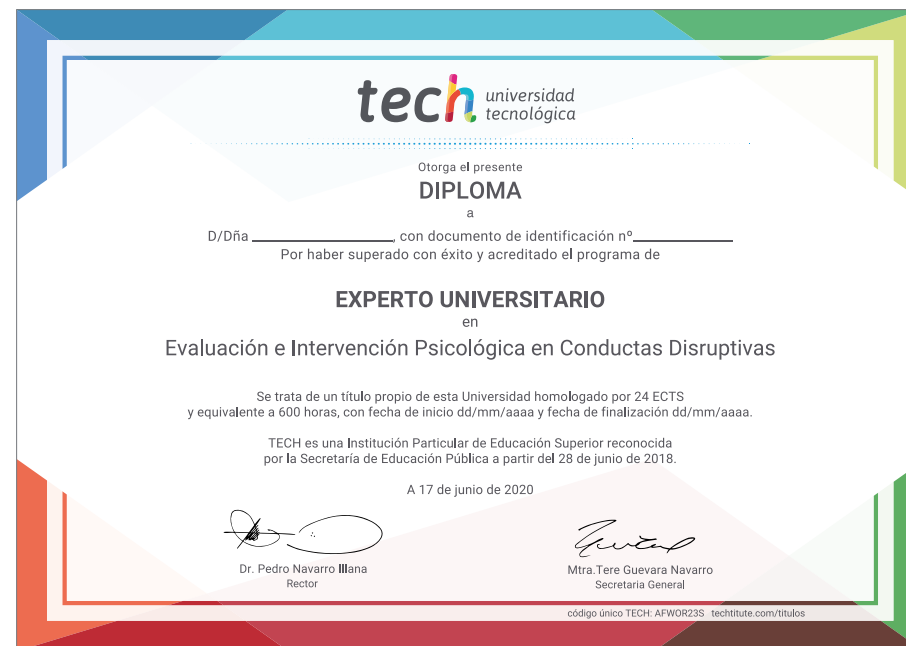 tech universidad
tecnológica
Otorga el presente
DIPLOMA
a
D/Dña ____________, con documento de identificación nº____________
Por haber superado con éxito y acreditado el programa de
EXPERTO UNIVERSITARIO
en
Evaluación e Intervención Psicológica en Conductas Disruptivas
Se trata de un título propio de esta Universidad homologado por 24 ECTS
y equivalente a 600 horas, con fecha de inicio dd/mm/aaaa y fecha de finalización dd/mm/aaaa.
TECH es una Institución Particular de Educación Superior reconocida
por la Secretaría de Educación Pública a partir del 28 de junio de 2018.
A 17 de junio de 2020
Dr. Pedro Navarro Illana
Rector
Mtra.Tere Guevara Navarro
Secretaria General
código único TECH: AFWOR23S techtitute.com/titulos